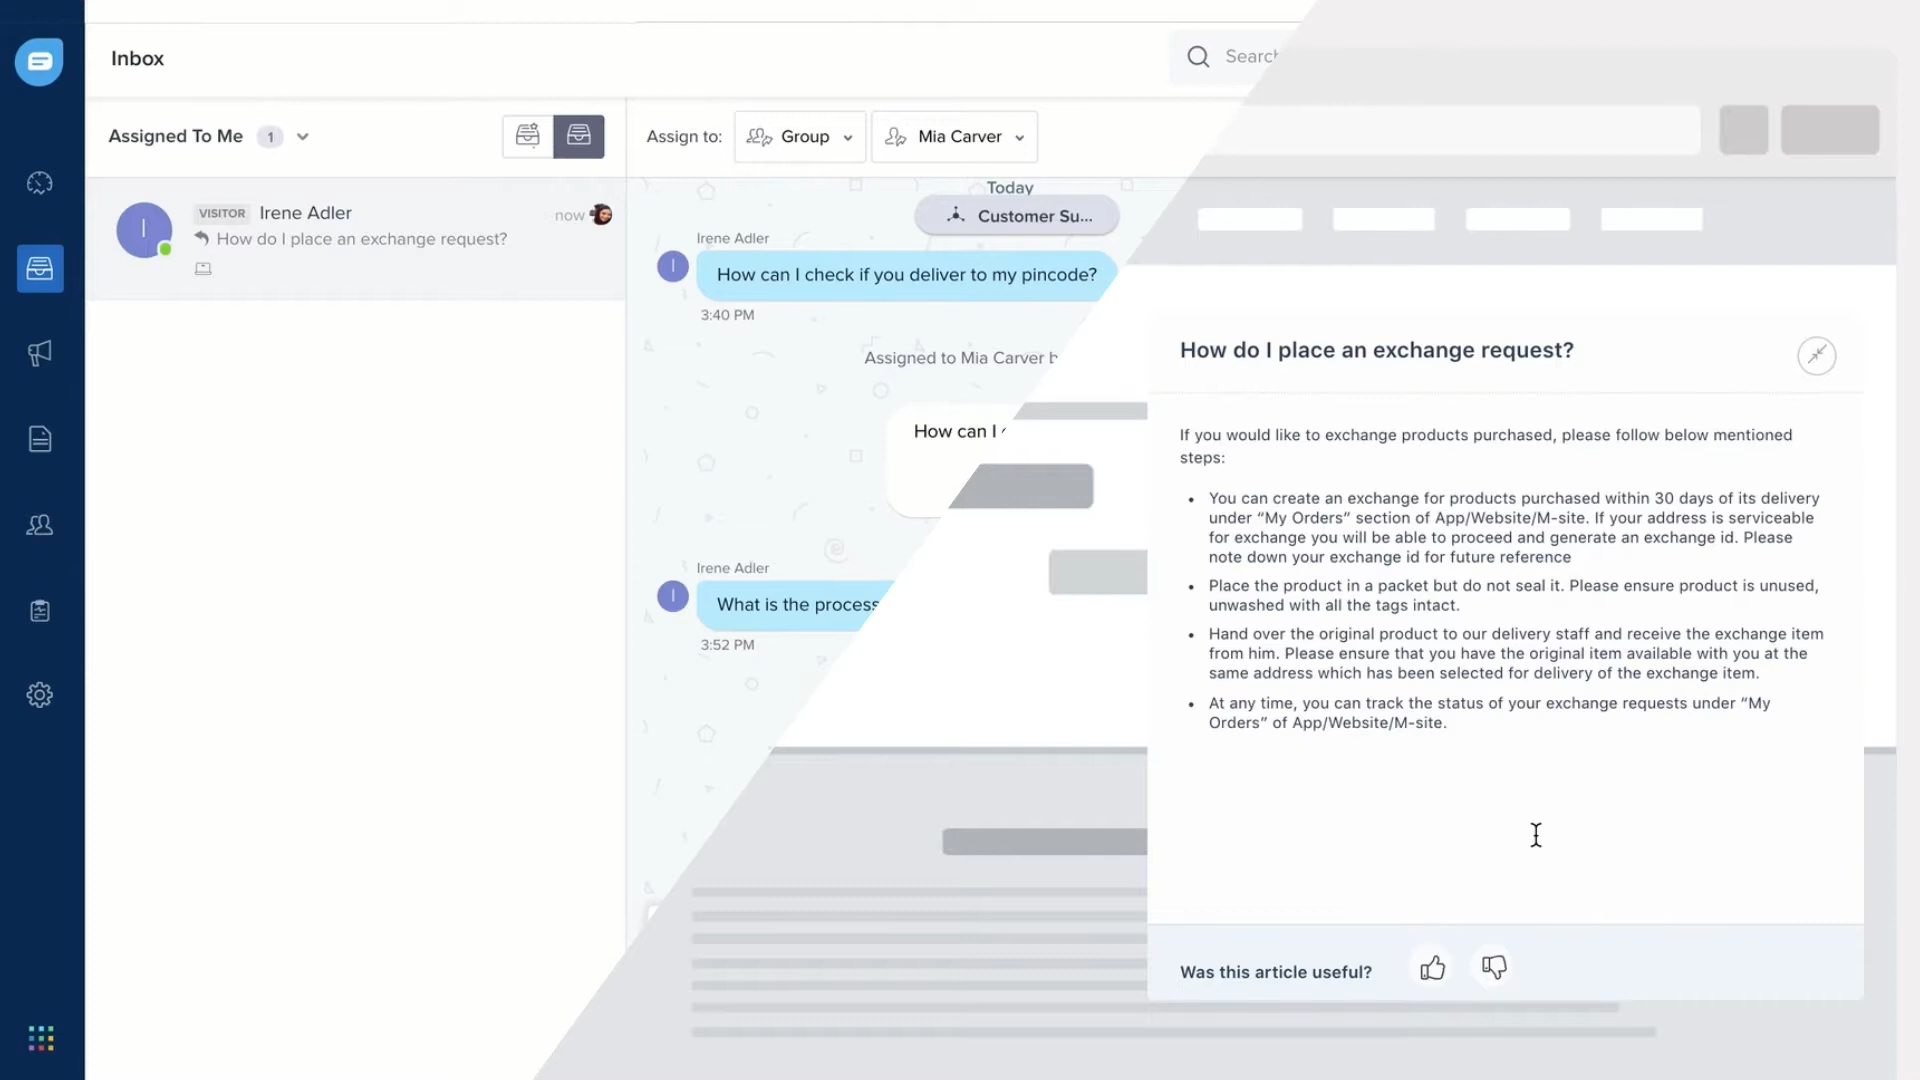 Inbox
Search
Assigned To Me 1
Assign to: Group Mia Carver
I
VISITOR Irene Adler now
How do I place an exchange request?
Today
Customer Su...
Irene Adler
I
How can I check if you deliver to my pincode?
3:40 PM
Assigned to Mia Carver
How can I
Irene Adler
I
What is the process
3:52 PM
How do I place an exchange request?
If you would like to exchange products purchased, please follow below mentioned
steps:
• You can create an exchange for products purchased within 30 days of its delivery
under “My Orders” section of App/Website/M-site. If your address is serviceable
for exchange you will be able to proceed and generate an exchange id. Please
note down your exchange id for future reference
• Place the product in a packet but do not seal it. Please ensure product is unused,
unwashed with all the tags intact.
• Hand over the original product to our delivery staff and receive the exchange item
from him. Please ensure that you have the original item available with you at the
same address which has been selected for delivery of the exchange item.
• At any time, you can track the status of your exchange requests under “My
Orders” of App/Website/M-site.
Was this article useful?